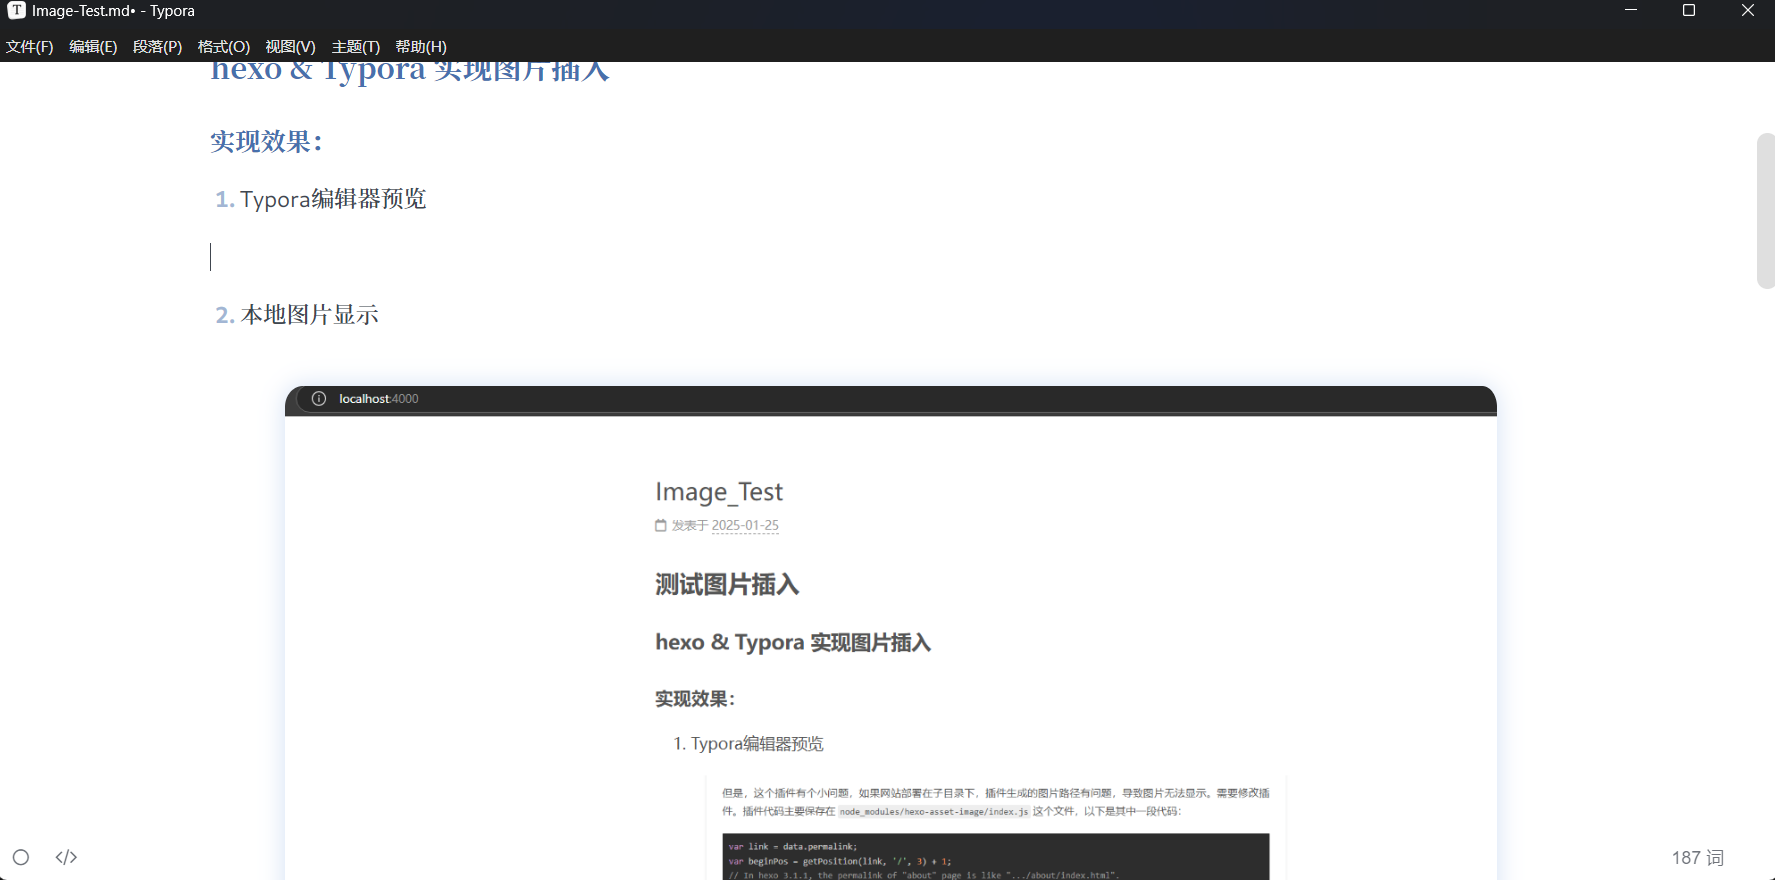 Image-Test.md• - Typora
文件(F) 编辑(E) 段落(P) 格式(O) 视图(V) 主题(T) 帮助(H)
hexo & Typora 实现图片插入
实现效果：
1. Typora编辑器预览
2. 本地图片显示
localhost:4000
Image_Test
发表于 2025-01-25
测试图片插入
hexo & Typora 实现图片插入
实现效果：
1. Typora编辑器预览
但是，这个插件有个小问题，如果网站部署在子目录下，插件生成的图片路径有问题，导致图片无法显示。需要修改插
件。插件代码主要保存在 node_modules/hexo-asset-image/index.js 这个文件，以下是其中一段代码：
var link = data.permalink;
var beginPos = getPosition(link, '/', 3) + 1;
// In hexo 3.1.1, the permalink of "about" page is like ".../about/index.html".
</> 187 词